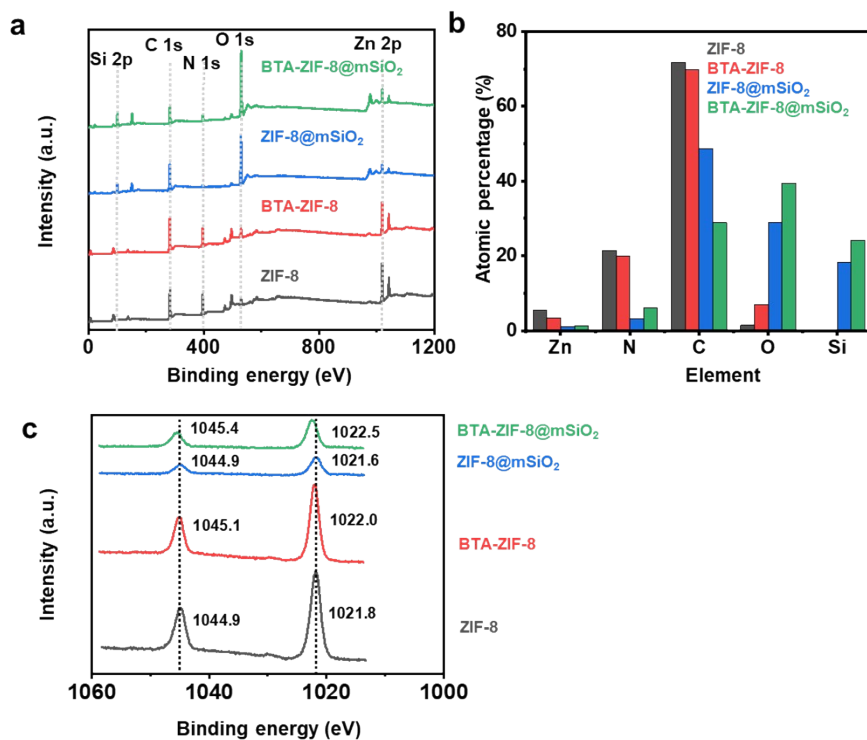 a
Si 2p
C 1s
N 1s
O 1s
Zn 2p
BTA-ZIF-8@mSiO₂
ZIF-8@mSiO₂
BTA-ZIF-8
ZIF-8
Intensity (a.u.)
0 400 800 1200
Binding energy (eV)
b
80
60
40
20
0
Atomic percentage (%)
ZIF-8
BTA-ZIF-8
ZIF-8@mSiO₂
BTA-ZIF-8@mSiO₂
Zn N C O Si
Element
c
1045.4 1022.5 BTA-ZIF-8@mSiO₂
1044.9 1021.6 ZIF-8@mSiO₂
1045.1 1022.0 BTA-ZIF-8
1044.9 1021.8 ZIF-8
Intensity (a.u.)
1060 1040 1020 1000
Binding energy (eV)